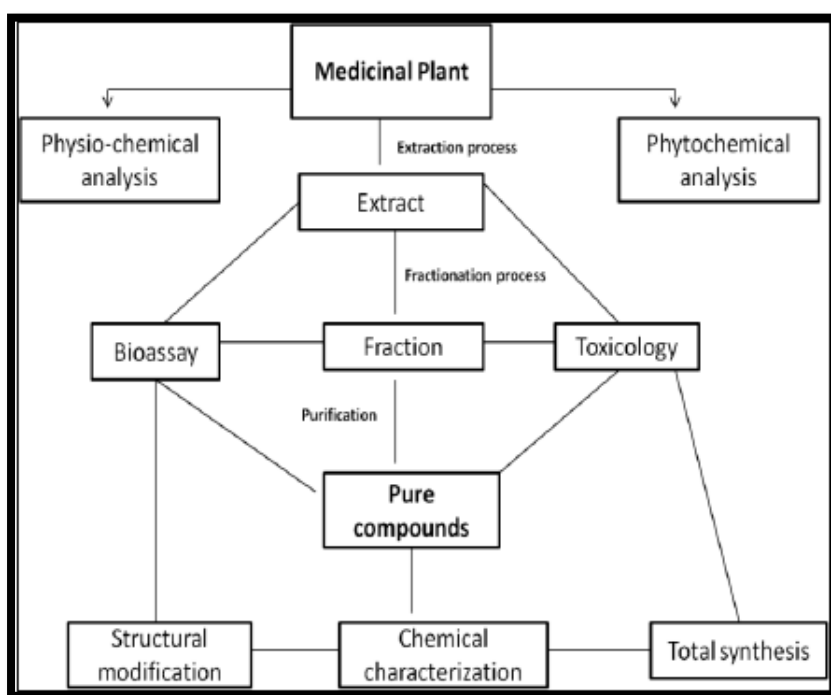 Medicinal Plant
Physio-chemical
analysis
Extraction process
Phytochemical
analysis
Extract
Fractionation process
Bioassay
Fraction
Toxicology
Purification
Pure
compounds
Structural
modification
Chemical
characterization
Total synthesis